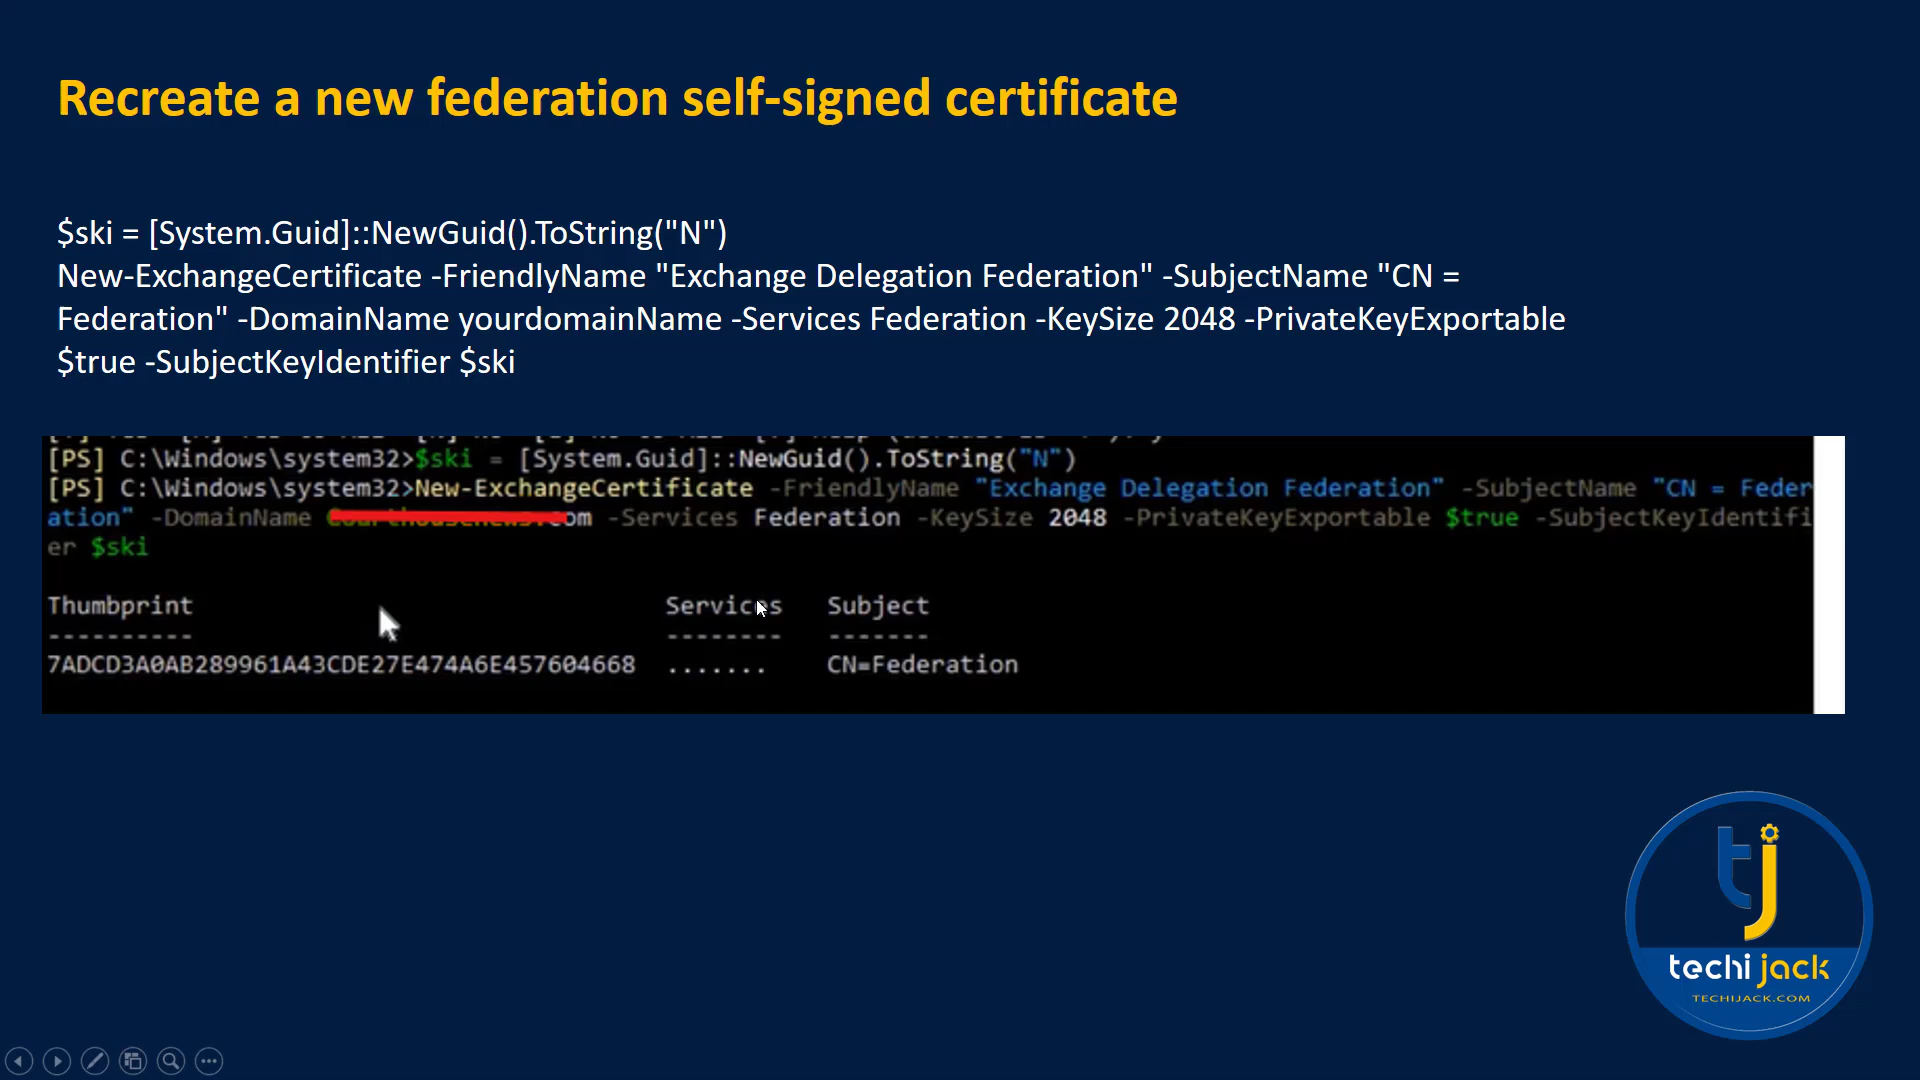 Recreate a new federation self-signed certificate
$ski = [System.Guid]::NewGuid().ToString("N")
New-ExchangeCertificate -FriendlyName "Exchange Delegation Federation" -SubjectName "CN =
Federation" -DomainName yourdomainName -Services Federation -KeySize 2048 -PrivateKeyExportable
$true -SubjectKeyIdentifier $ski
[PS] C:\Windows\system32>$ski = [System.Guid]::NewGuid().ToString("N")
[PS] C:\Windows\system32>New-ExchangeCertificate -FriendlyName "Exchange Delegation Federation" -SubjectName "CN = Feder
ation" -DomainName om -Services Federation -KeySize 2048 -PrivateKeyExportable $true -SubjectKeyIdentifi
er $ski
Thumbprint Services Subject
---------- -------- -------
7ADCD3A0AB289961A43CDE27E474A6E457604668 ....... CN=Federation
tj
techi jack
TECHIJACK.COM